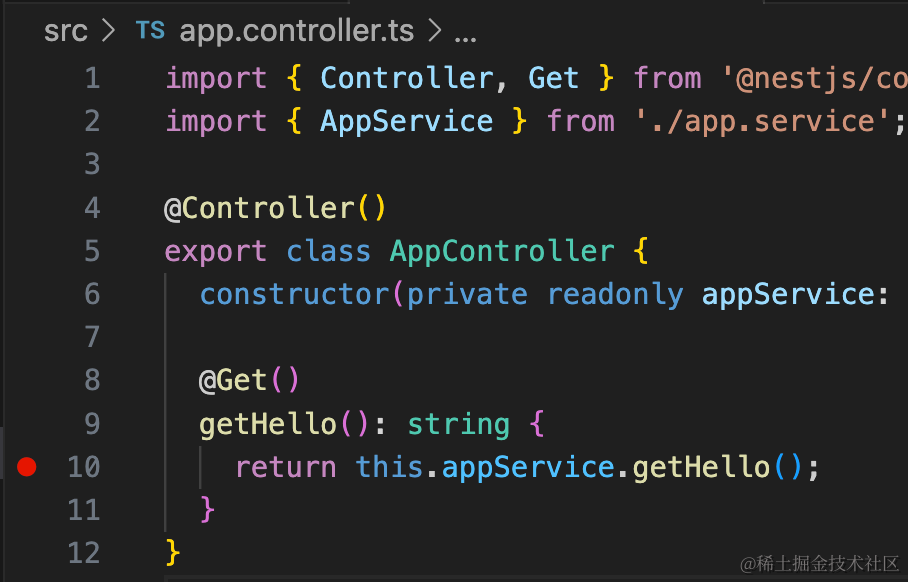 src > TS app.controller.ts > ...
1 import { Controller, Get } from '@nestjs/co
2 import { AppService } from './app.service';
3
4 @Controller()
5 export class AppController {
6   constructor(private readonly appService:
7
8   @Get()
9   getHello(): string {
10     return this.appService.getHello();
11   }
12 }
@稀土掘金技术社区